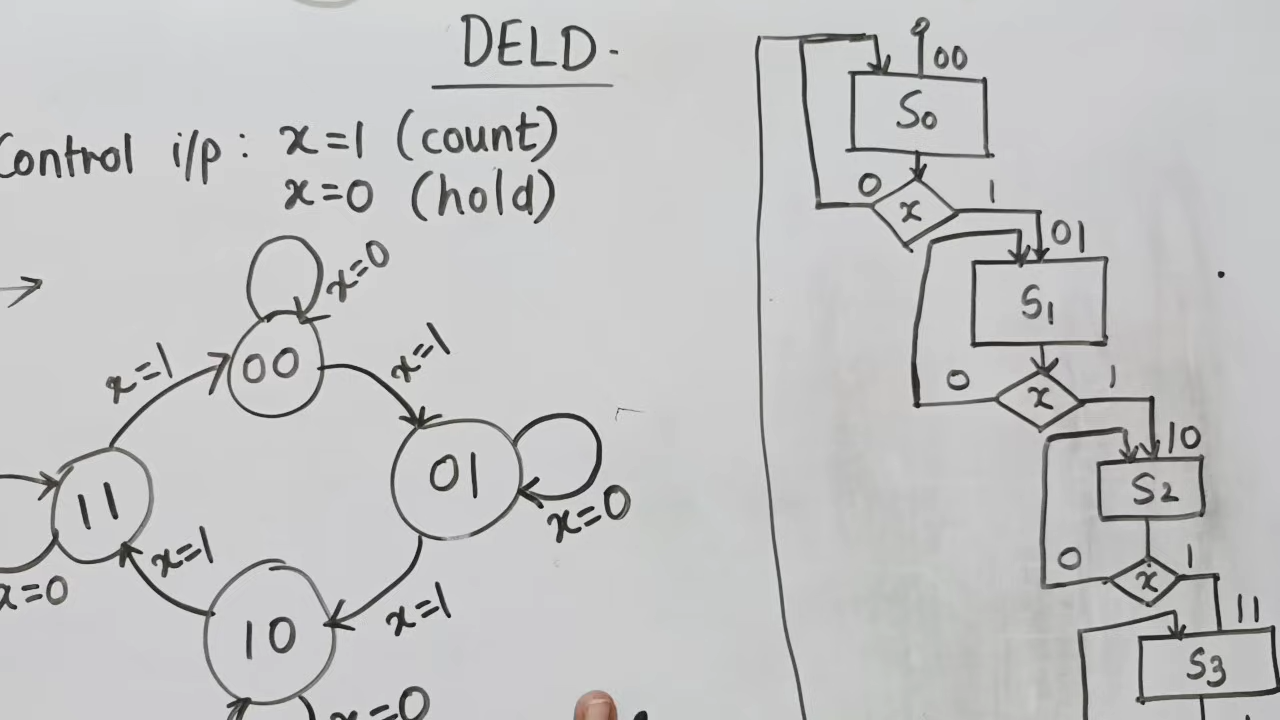 DELD.
Control i/p : x=1 (count)
x=0 (hold)
x=0
00
x=1
x=1
01
x=0
11
x=0
x=1
x=1
10
x=0
00
S0
0 x 1
01
S1
0 x 1
10
S2
0 x 1
11
S3